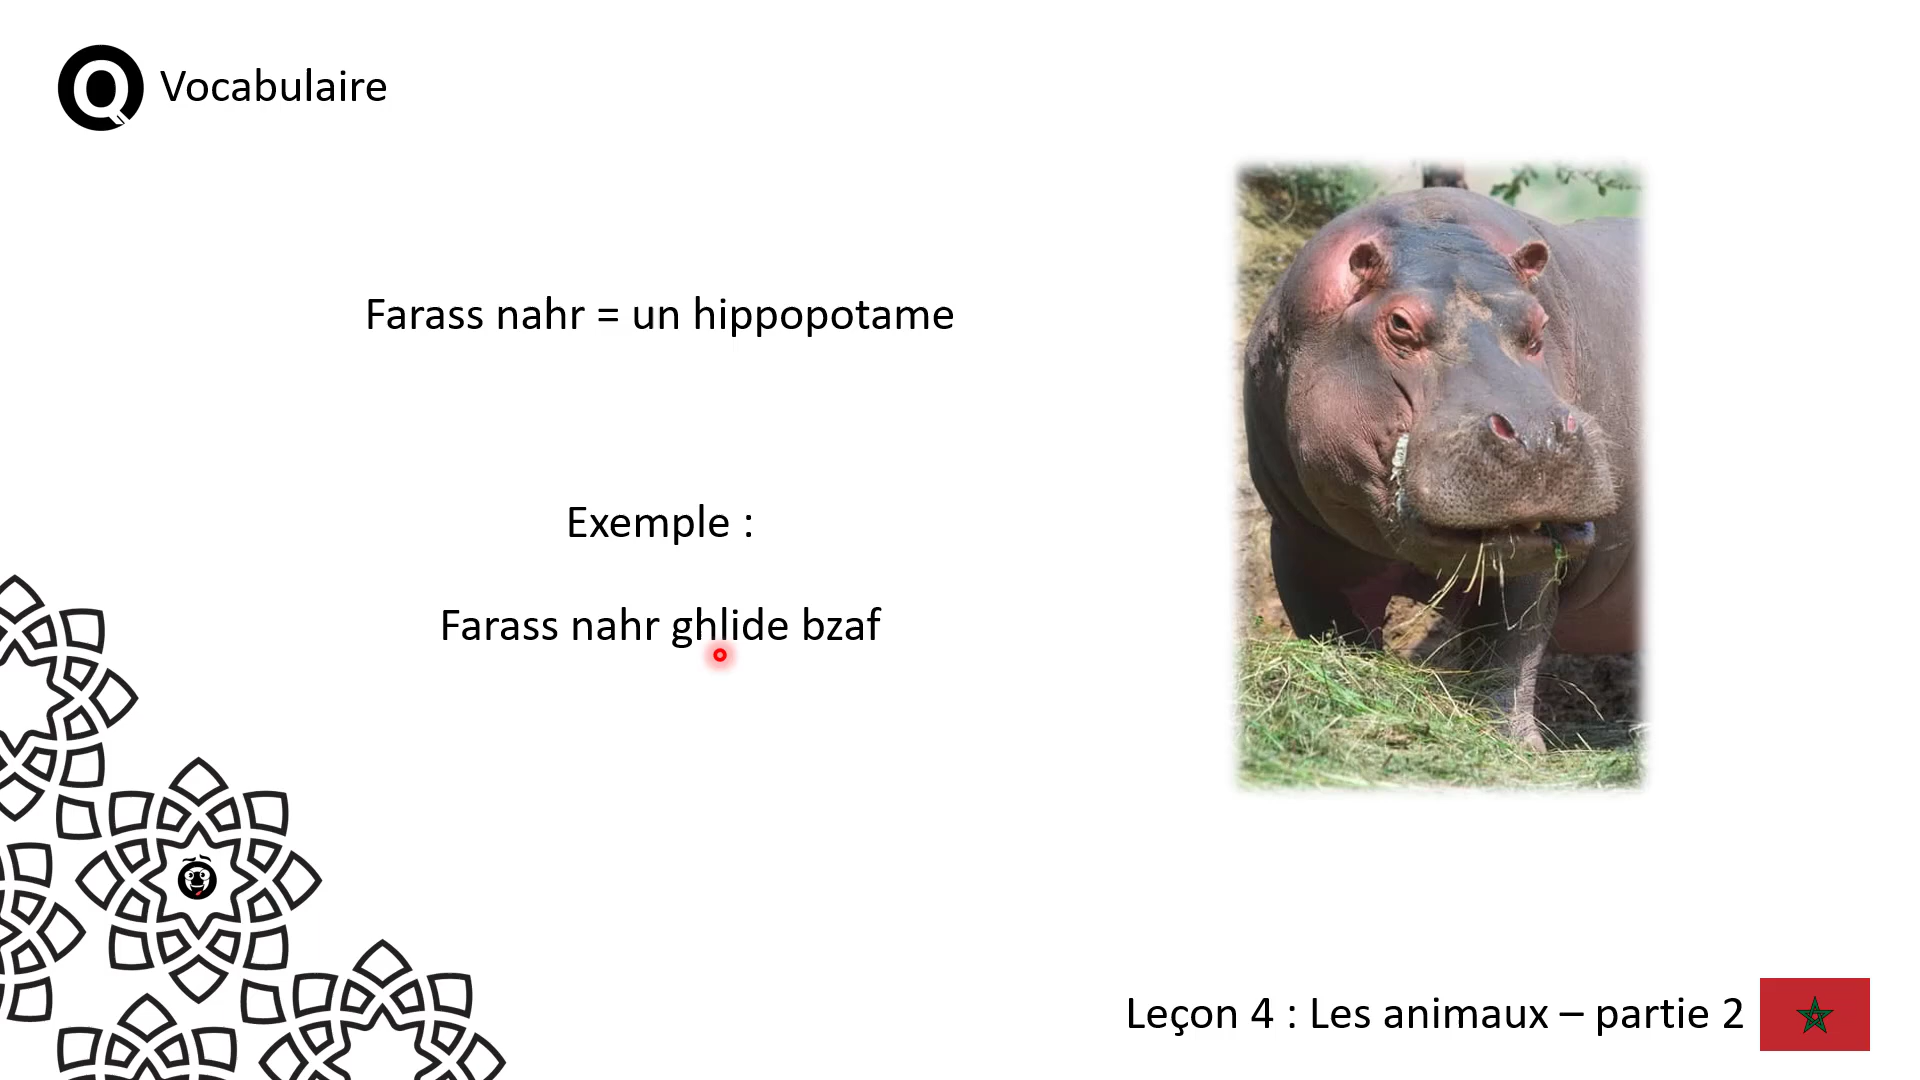 Q Vocabulaire
Farass nahr = un hippopotame
Exemple :
Farass nahr ghlide bzaf
Leçon 4 : Les animaux – partie 2